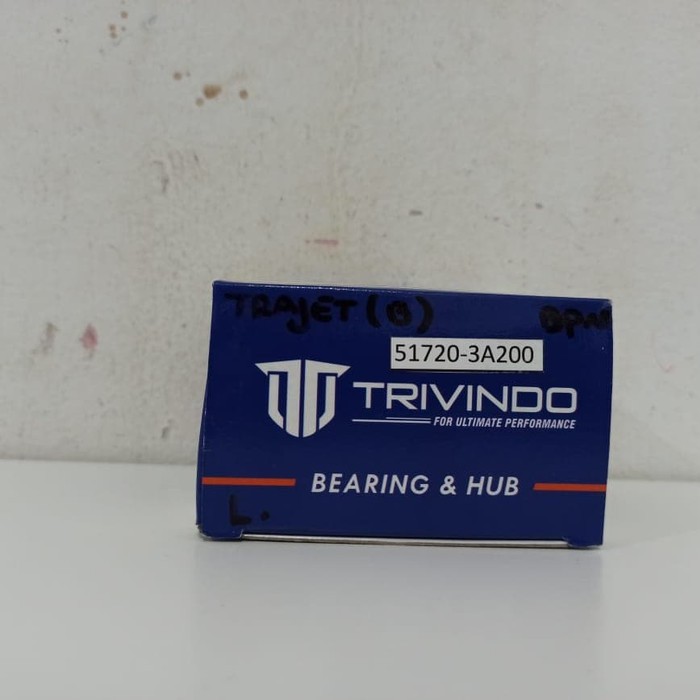 TRAJET (B)
51720-3A200
TRIVINDO
FOR ULTIMATE PERFORMANCE
BEARING & HUB
L.